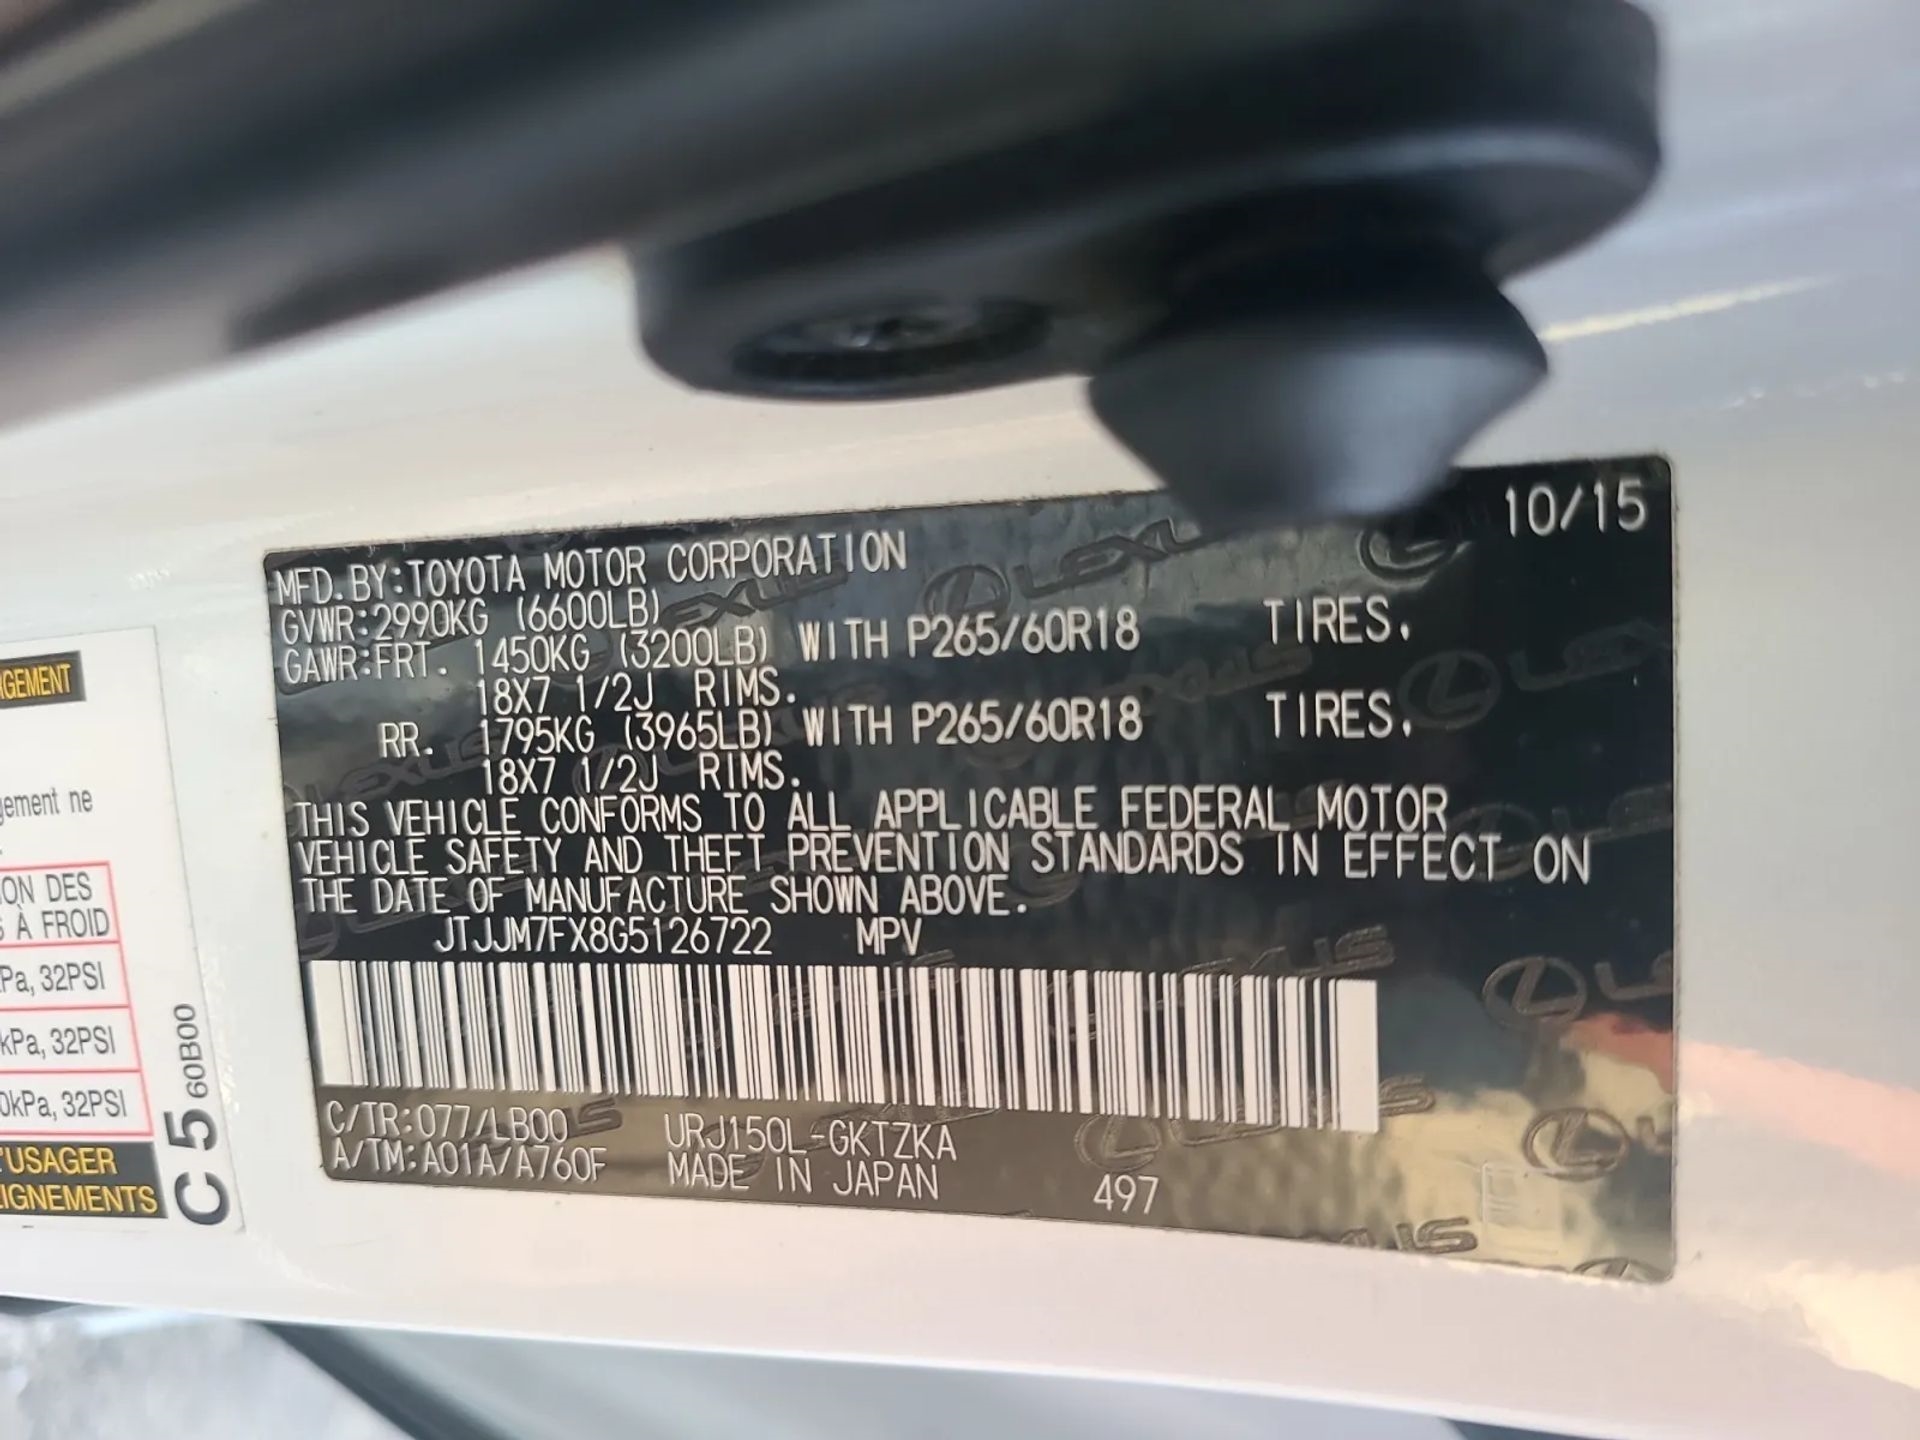 10/15
MFD.BY:TOYOTA MOTOR CORPORATION
GVWR:2990KG (6600LB)
GAWR:FRT. 1450KG (3200LB) WITH P265/60R18 TIRES.
18X7 1/2J RIMS.
RR. 1795KG (3965LB) WITH P265/60R18 TIRES.
18X7 1/2J RIMS.
THIS VEHICLE CONFORMS TO ALL APPLICABLE FEDERAL MOTOR
VEHICLE SAFETY AND THEFT PREVENTION STANDARDS IN EFFECT ON
THE DATE OF MANUFACTURE SHOWN ABOVE.
JTJJM7FX8G5126722 MPV
C/TR:077/LB00 URJ150L-GKTZKA
A/TM:A01A/A760F MADE IN JAPAN 497
LEXUS
GEMENT
gement ne
ION DES
À FROID
Pa, 32PSI
kPa, 32PSI
0kPa, 32PSI
'USAGER
IGNEMENTS
C5 60B00